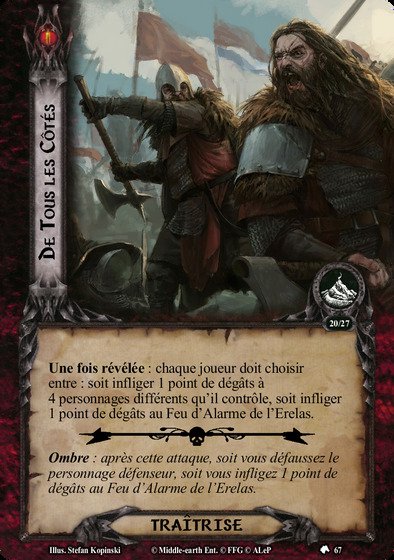 De Tous les Côtés
20/27
Une fois révélée : chaque joueur doit choisir
entre : soit infliger 1 point de dégâts à
4 personnages différents qu'il contrôle, soit infliger
1 point de dégâts au Feu d'Alarme de l'Erelas.
Ombre : après cette attaque, soit vous défaussez le
personnage défenseur, soit vous infligez 1 point de
dégâts au Feu d'Alarme de l'Erelas.
TRAÎTRISE
Illus. Stefan Kopinski © Middle-earth Ent. © FFG © ALeP 67